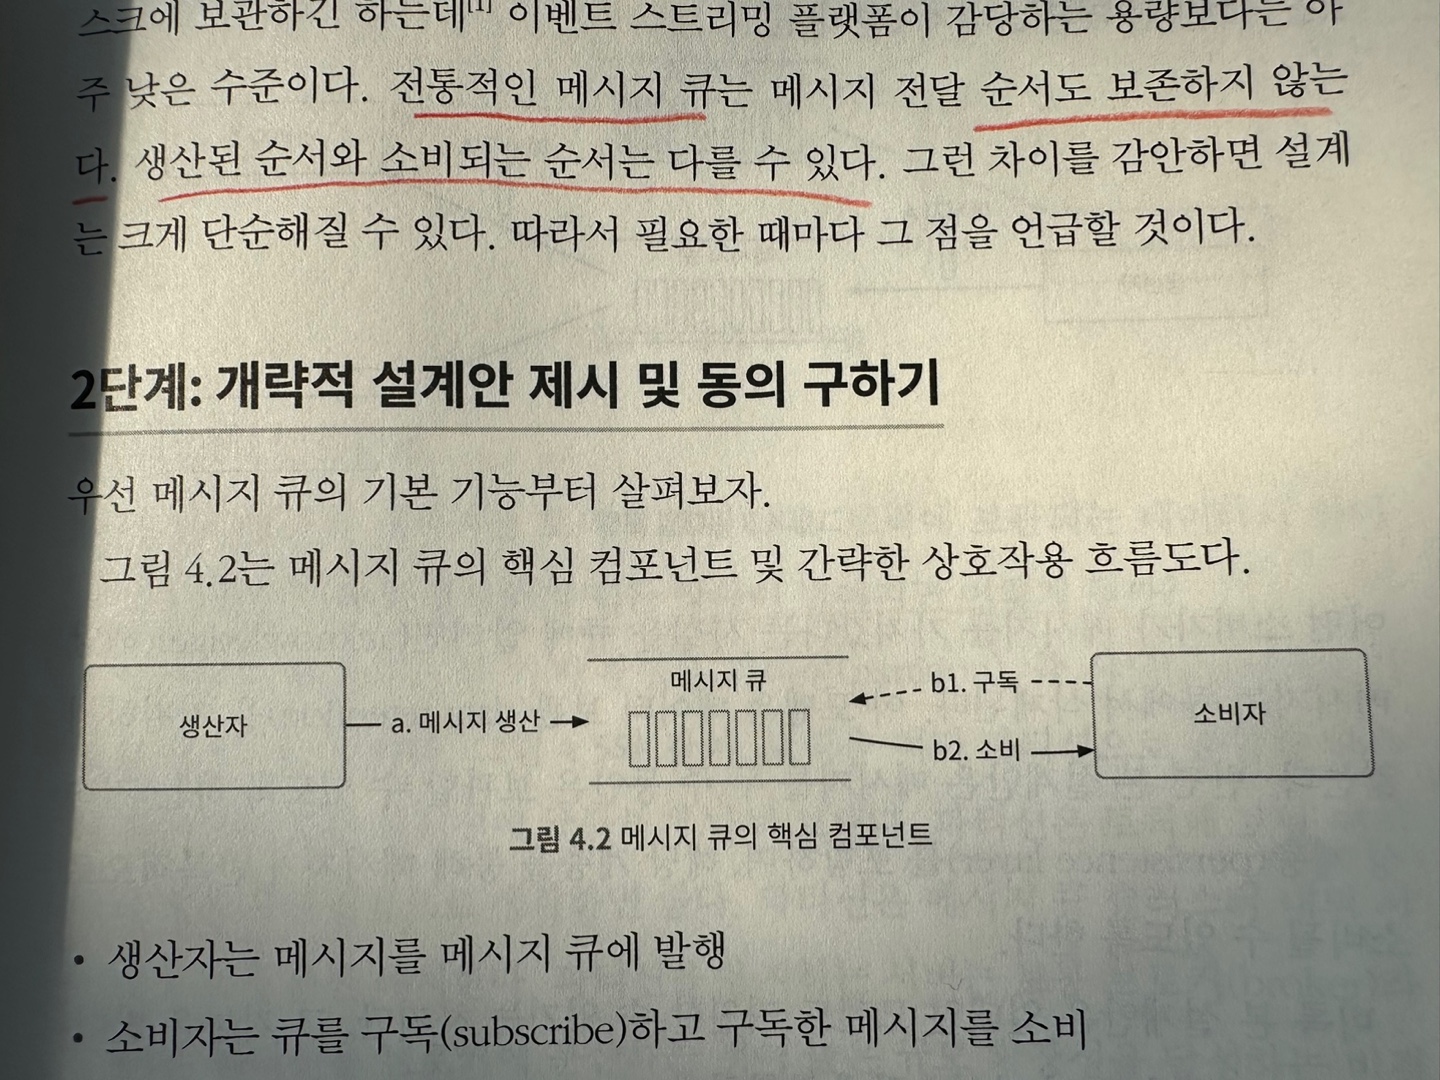 스크에 보관하긴 하는데[1] 이벤트 스트리밍 플랫폼이 감당하는 용량보다는 아
주 낮은 수준이다. 전통적인 메시지 큐는 메시지 전달 순서도 보존하지 않는
다. 생산된 순서와 소비되는 순서는 다를 수 있다. 그런 차이를 감안하면 설계
는 크게 단순해질 수 있다. 따라서 필요한 때마다 그 점을 언급할 것이다.
2단계: 개략적 설계안 제시 및 동의 구하기
우선 메시지 큐의 기본 기능부터 살펴보자.
그림 4.2는 메시지 큐의 핵심 컴포넌트 및 간략한 상호작용 흐름도다.
생산자
a. 메시지 생산
메시지 큐
b1. 구독
b2. 소비
소비자
그림 4.2 메시지 큐의 핵심 컴포넌트
• 생산자는 메시지를 메시지 큐에 발행
• 소비자는 큐를 구독(subscribe)하고 구독한 메시지를 소비